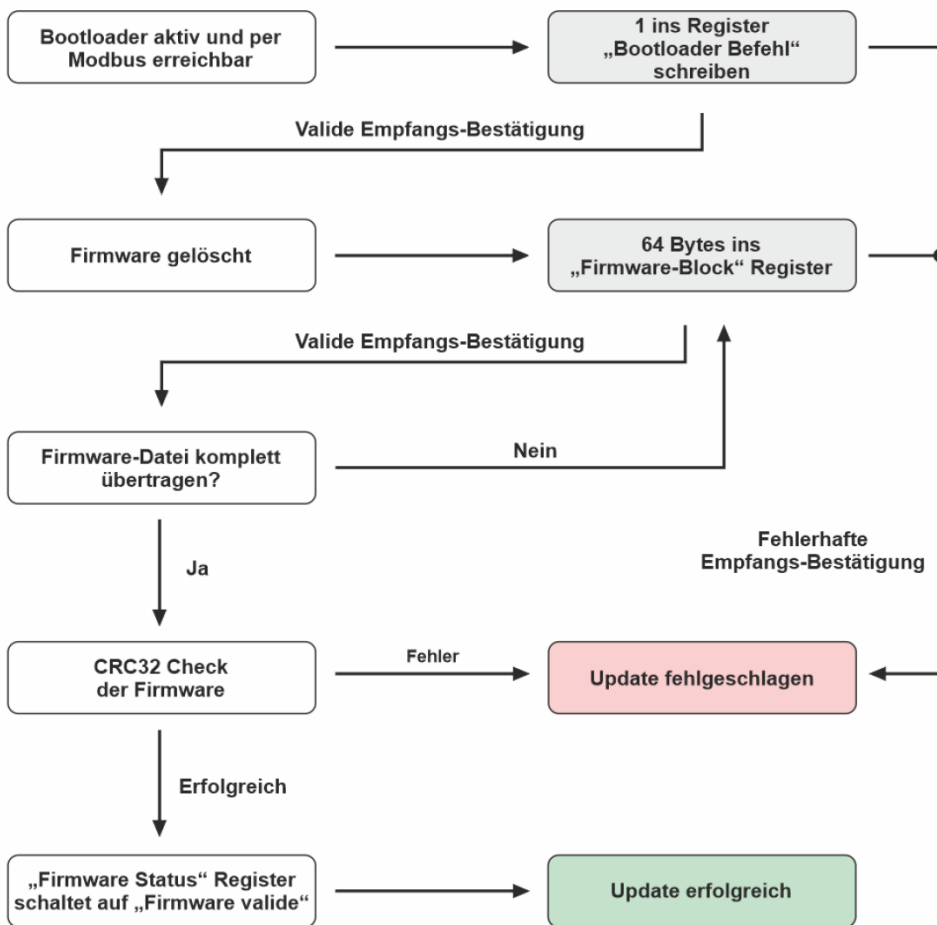 Bootloader aktiv und per
Modbus erreichbar
1 ins Register
„Bootloader Befehl“
schreiben
Valide Empfangs-Bestätigung
Firmware gelöscht
64 Bytes ins
„Firmware-Block“ Register
Valide Empfangs-Bestätigung
Firmware-Datei komplett
übertragen?
Nein
Ja
Fehlerhafte
Empfangs-Bestätigung
CRC32 Check
der Firmware
Fehler
Update fehlgeschlagen
Erfolgreich
„Firmware Status“ Register
schaltet auf „Firmware valide“
Update erfolgreich